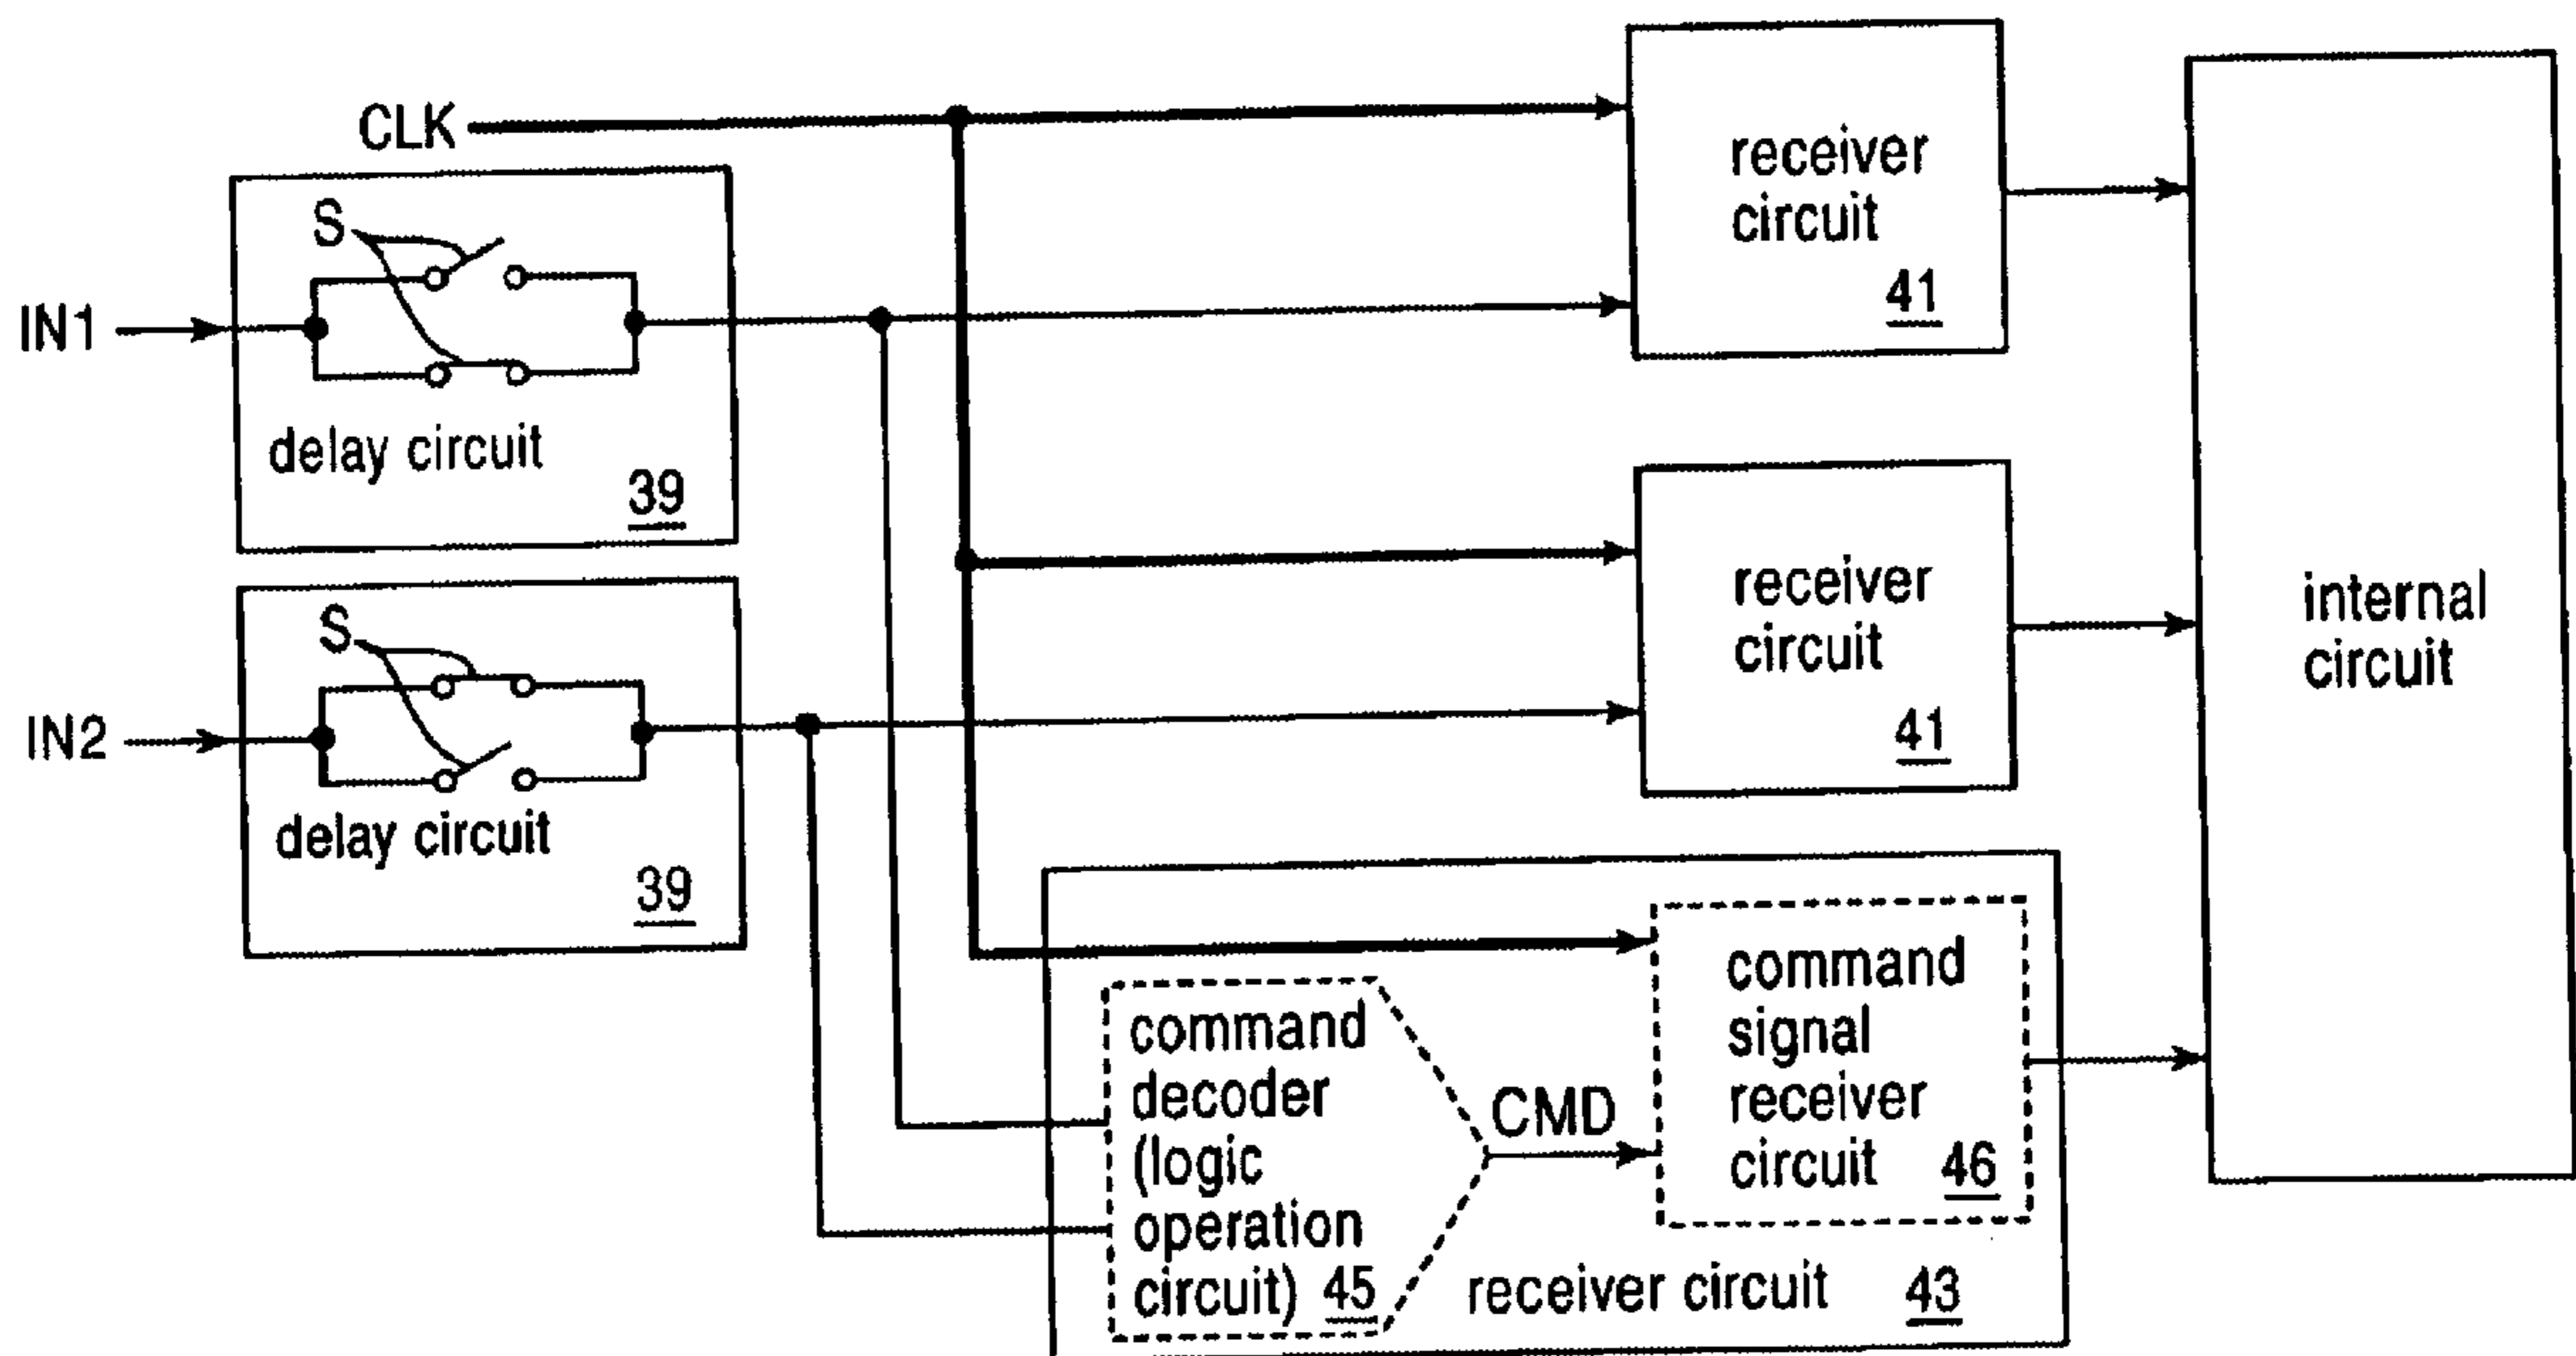 CLK
S
IN1
delay circuit
39
S
IN2
delay circuit
39
receiver
circuit
41
receiver
circuit
41
internal
circuit
command
decoder
(logic
operation
circuit) 45
CMD
command
signal
receiver
circuit 46
receiver circuit 43